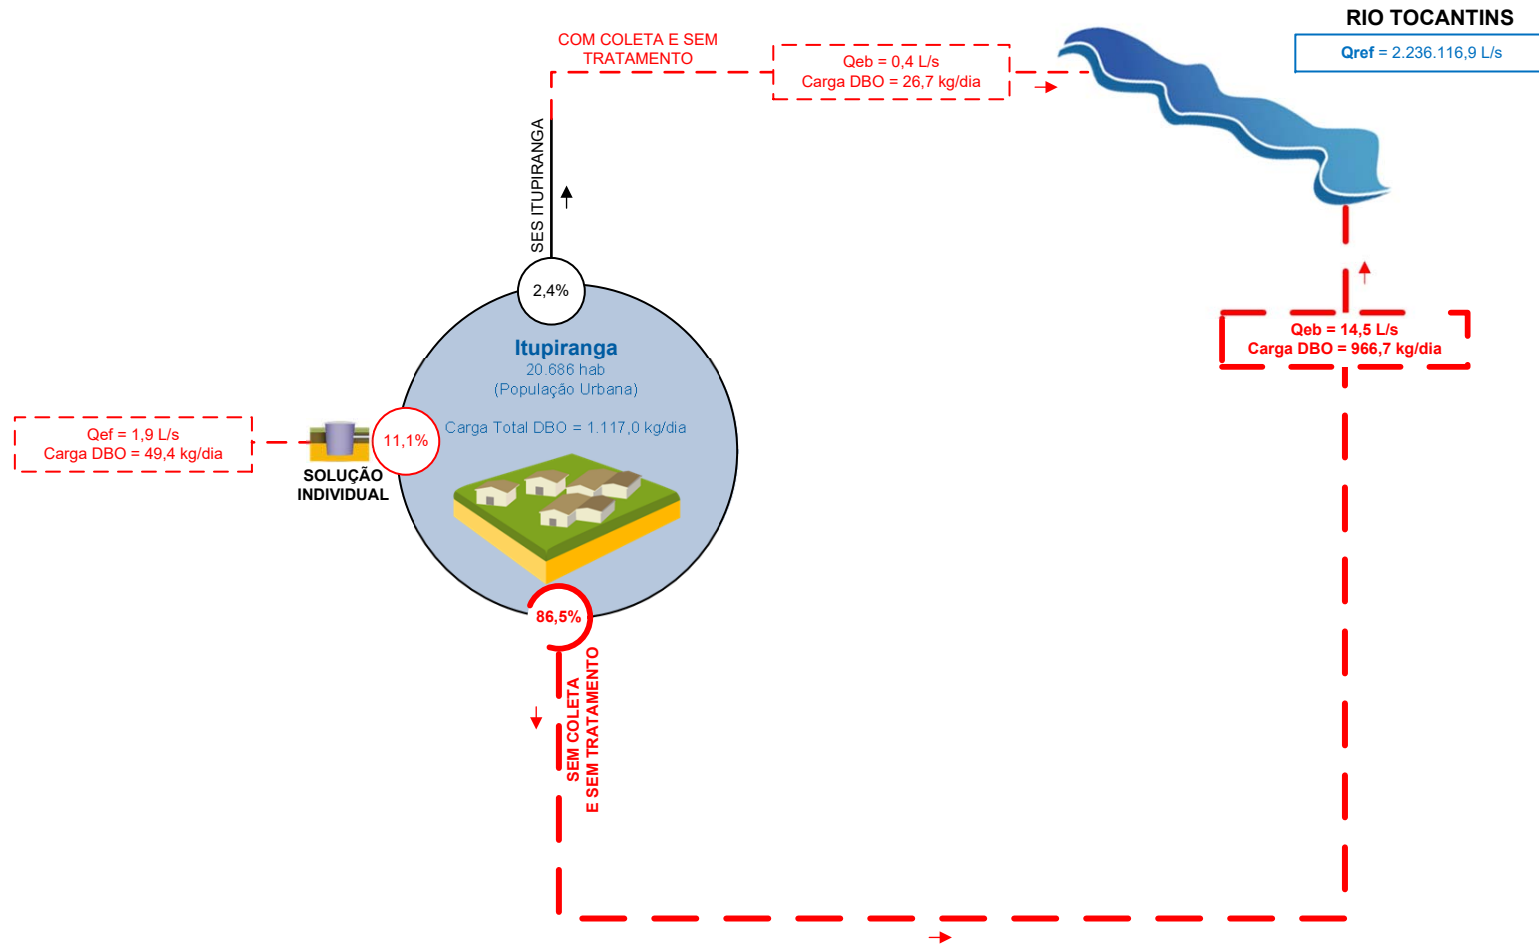 RIO TOCANTINS
Qref = 2.236.116,9 L/s
COM COLETA E SEM
TRATAMENTO
Qeb = 0,4 L/s
Carga DBO = 26,7 kg/dia
SES ITUPIRANGA
2,4%
Itupiranga
20.686 hab
(População Urbana)
Carga Total DBO = 1.117,0 kg/dia
Qef = 1,9 L/s
Carga DBO = 49,4 kg/dia
11,1%
SOLUÇÃO
INDIVIDUAL
Qeb = 14,5 L/s
Carga DBO = 966,7 kg/dia
86,5%
SEM COLETA
E SEM TRATAMENTO